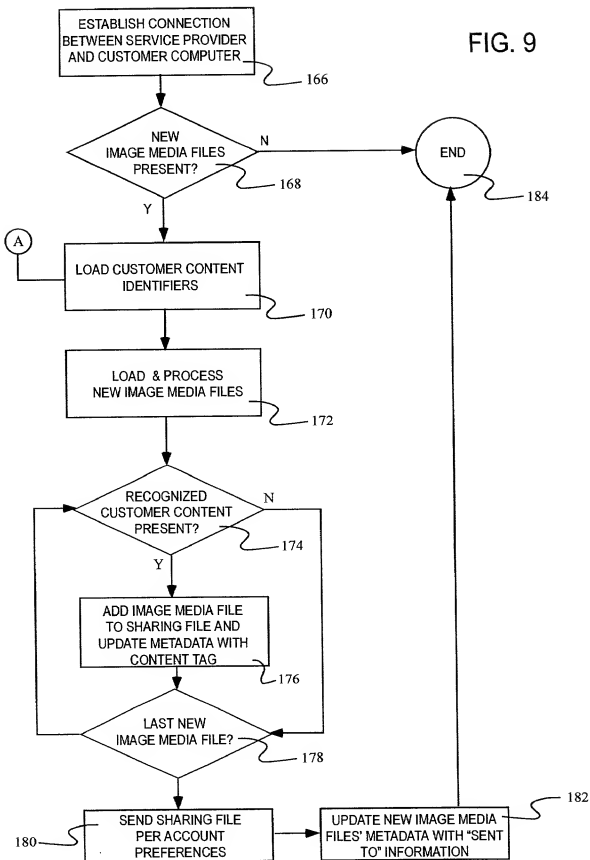 FIG. 9
ESTABLISH CONNECTION
BETWEEN SERVICE PROVIDER
AND CUSTOMER COMPUTER
166
NEW
IMAGE MEDIA FILES
PRESENT?
168
N
END
184
Y
A
LOAD CUSTOMER CONTENT
IDENTIFIERS
170
LOAD & PROCESS
NEW IMAGE MEDIA FILES
172
RECOGNIZED
CUSTOMER CONTENT
PRESENT?
174
N
Y
ADD IMAGE MEDIA FILE
TO SHARING FILE AND
UPDATE METADATA WITH
CONTENT TAG
176
LAST NEW
IMAGE MEDIA FILE?
178
180
SEND SHARING FILE
PER ACCOUNT
PREFERENCES
UPDATE NEW IMAGE MEDIA
FILES' METADATA WITH "SENT
TO" INFORMATION
182